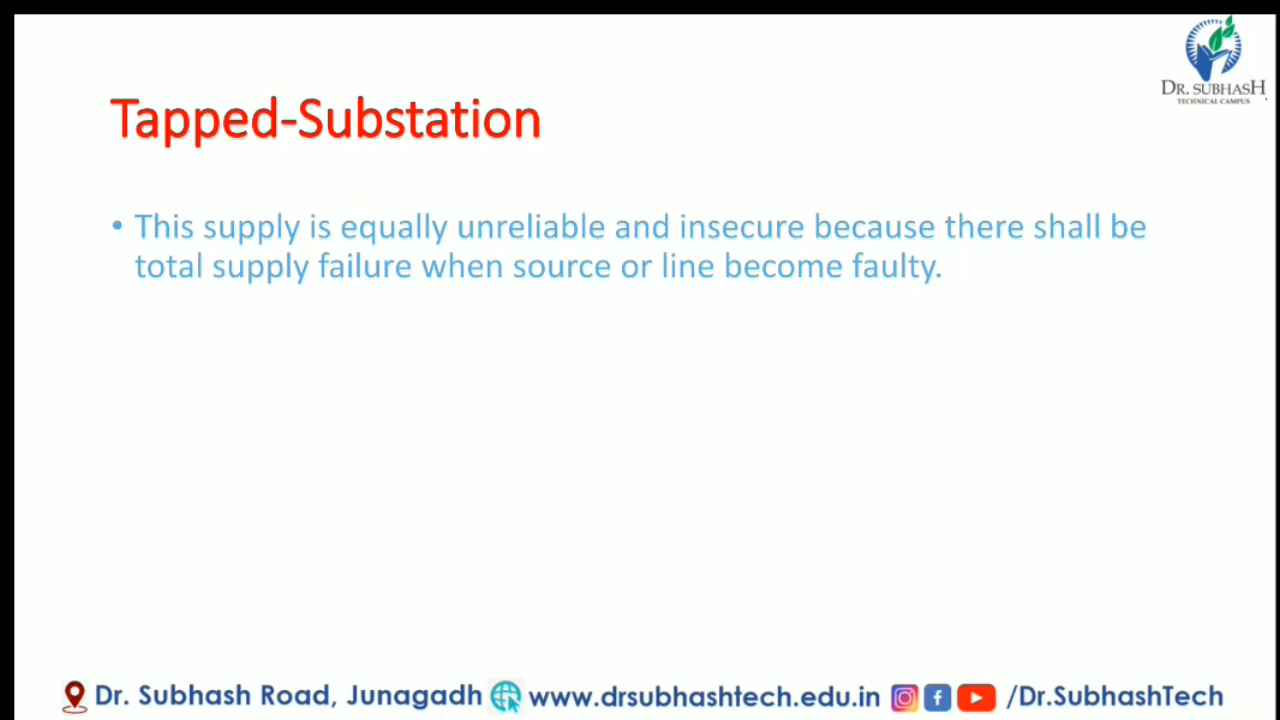 DR. SUBHASH
TECHNICAL CAMPUS
Tapped-Substation
• This supply is equally unreliable and insecure because there shall be
total supply failure when source or line become faulty.
Dr. Subhash Road, Junagadh www.drsubhashtech.edu.in /Dr.SubhashTech